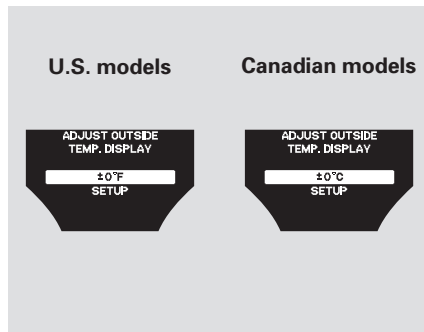 U.S. models
ADJUST OUTSIDE
TEMP. DISPLAY
±0°F
SETUP
Canadian models
ADJUST OUTSIDE
TEMP. DISPLAY
±0°C
SETUP